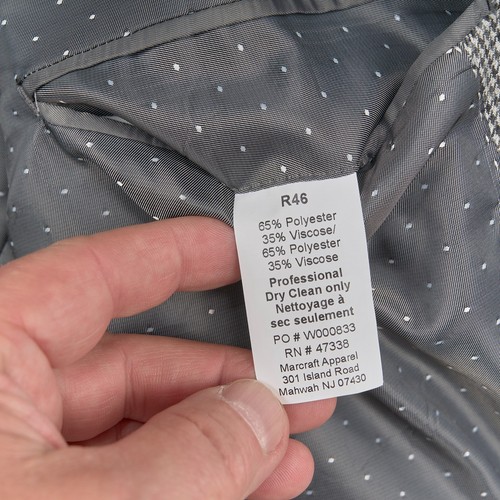 R46
65% Polyester
35% Viscose/
65% Polyester
35% Viscose
Professional
Dry Clean only
Nettoyage à
sec seulement
PO # W000833
RN # 47338
Marcraft Apparel
301 Island Road
Mahwah NJ 07430